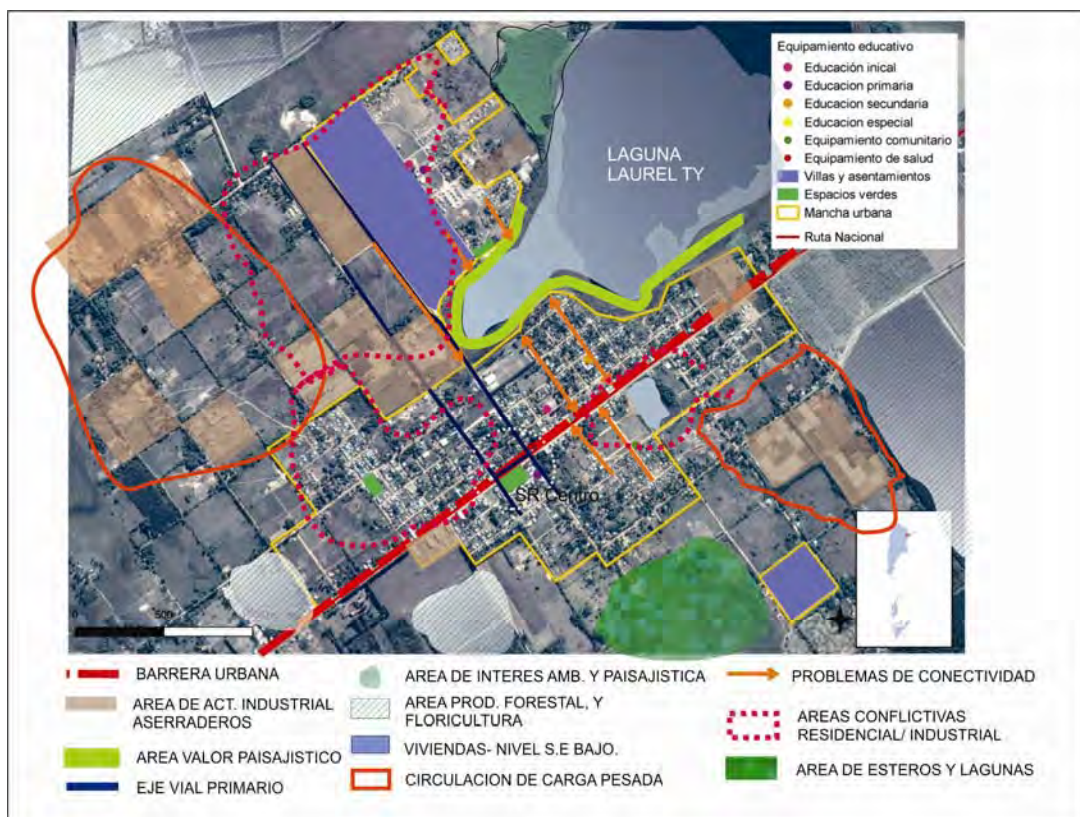 Equipamiento educativo
Educación inical
Educacion primaria
Educacion secundaria
Educacion especial
Equipamiento comunitario
Equipamiento de salud
Villas y asentamientos
Espacios verdes
Mancha urbana
Ruta Nacional
LAGUNA
LAUREL TY
SR Centro
0
500
BARRERA URBANA
AREA DE ACT. INDUSTRIAL
ASERRADEROS
AREA VALOR PAISAJISTICO
EJE VIAL PRIMARIO
AREA DE INTERES AMB. Y PAISAJISTICA
AREA PROD. FORESTAL, Y
FLORICULTURA
VIVIENDAS- NIVEL S.E BAJO.
CIRCULACION DE CARGA PESADA
PROBLEMAS DE CONECTIVIDAD
AREAS CONFLICTIVAS
RESIDENCIAL/ INDUSTRIAL
AREA DE ESTEROS Y LAGUNAS